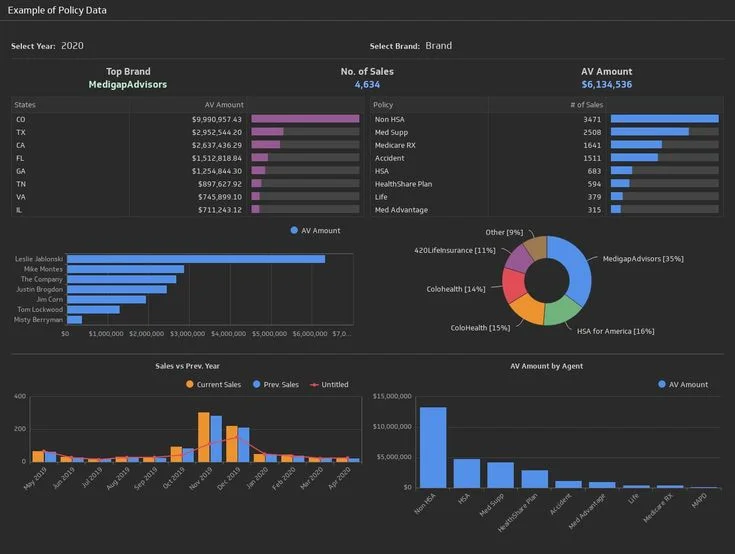 Example of Policy Data
Select Year: 2020
Select Brand: Brand
Top Brand
MedigapAdvisors
No. of Sales
4,634
AV Amount
$6,134,536
States AV Amount
CO $9,990,957.43
TX $2,952,544.20
CA $2,637,436.29
FL $1,512,818.84
GA $1,254,844.30
TN $897,627.92
VA $745,899.10
IL $711,243.12
Policy # of Sales
Non HSA 3471
Med Supp 2508
Medicare RX 1641
Accident 1511
HSA 683
HealthShare Plan 594
Life 379
Med Advantage 315
AV Amount
Leslie Jablonski
Mike Montes
The Company
Justin Brogdon
Jim Corn
Tom Lockwood
Misty Berryman
$0 $1,000,000 $2,000,000 $3,000,000 $4,000,000 $5,000,000 $6,000,000 $7,0...
Other [9%]
420LifeInsurance [11%]
Colohealth [14%]
ColoHealth [15%]
MedigapAdvisors [35%]
HSA for America [16%]
Sales vs Prev. Year
Current Sales Prev. Sales Untitled
400
200
0
May 2019 Jun 2019 Jul 2019 Aug 2019 Sep 2019 Oct 2019 Nov 2019 Dec 2019 Jan 2020 Feb 2020 Mar 2020 Apr 2020
AV Amount by Agent
AV Amount
$15,000,000
$10,000,000
$5,000,000
$0
Non HSA HSA Med Supp HealthShare Plan Accident Med Advantage Life Medicare RX MAPD